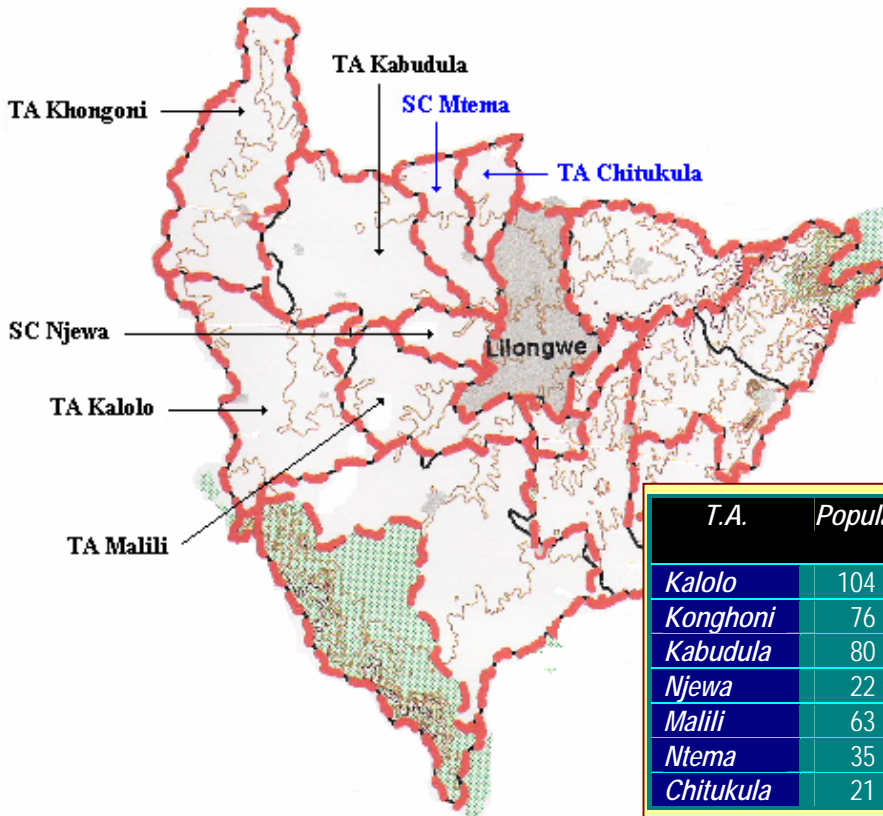 TA Kabudula
TA Khongoni
SC Mtema
TA Chitukula
SC Njewa
Lilongwe
TA Kalolo
TA Malili
T.A. Popula
Kalolo 104
Konghoni 76
Kabudula 80
Njewa 22
Malili 63
Ntema 35
Chitukula 21